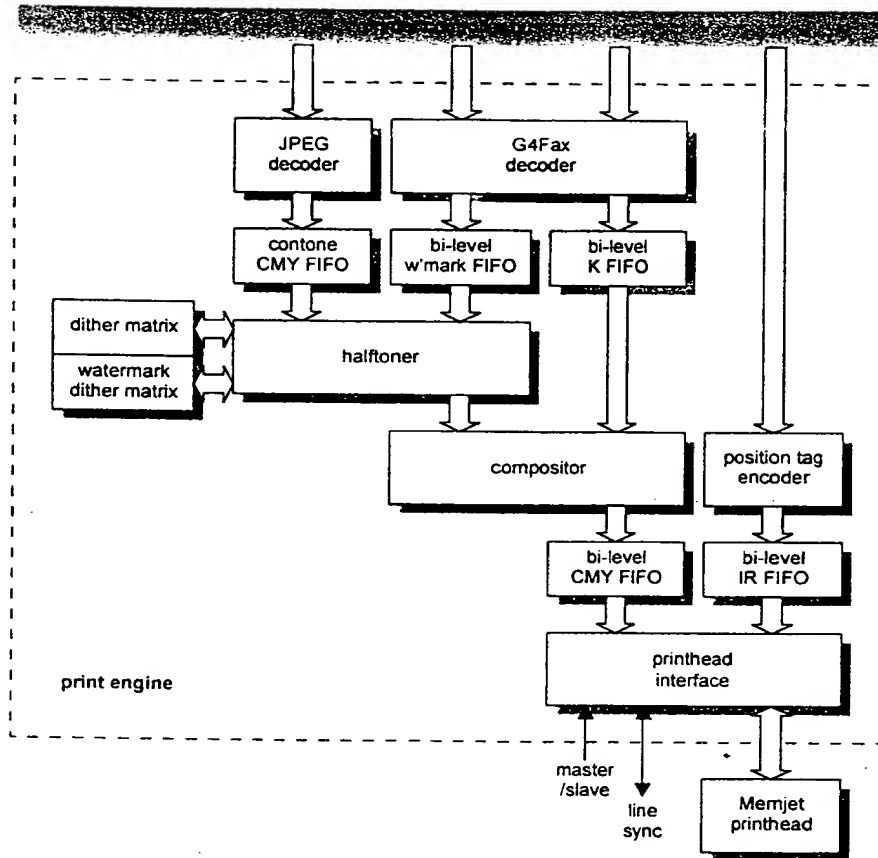 JPEG
decoder
G4Fax
decoder
contone
CMY FIFO
bi-level
w'mark FIFO
bi-level
K FIFO
dither matrix
watermark
dither matrix
halftoner
compositor
position tag
encoder
bi-level
CMY FIFO
bi-level
IR FIFO
print engine
printhead
interface
master
/slave
line
sync
Memjet
printhead